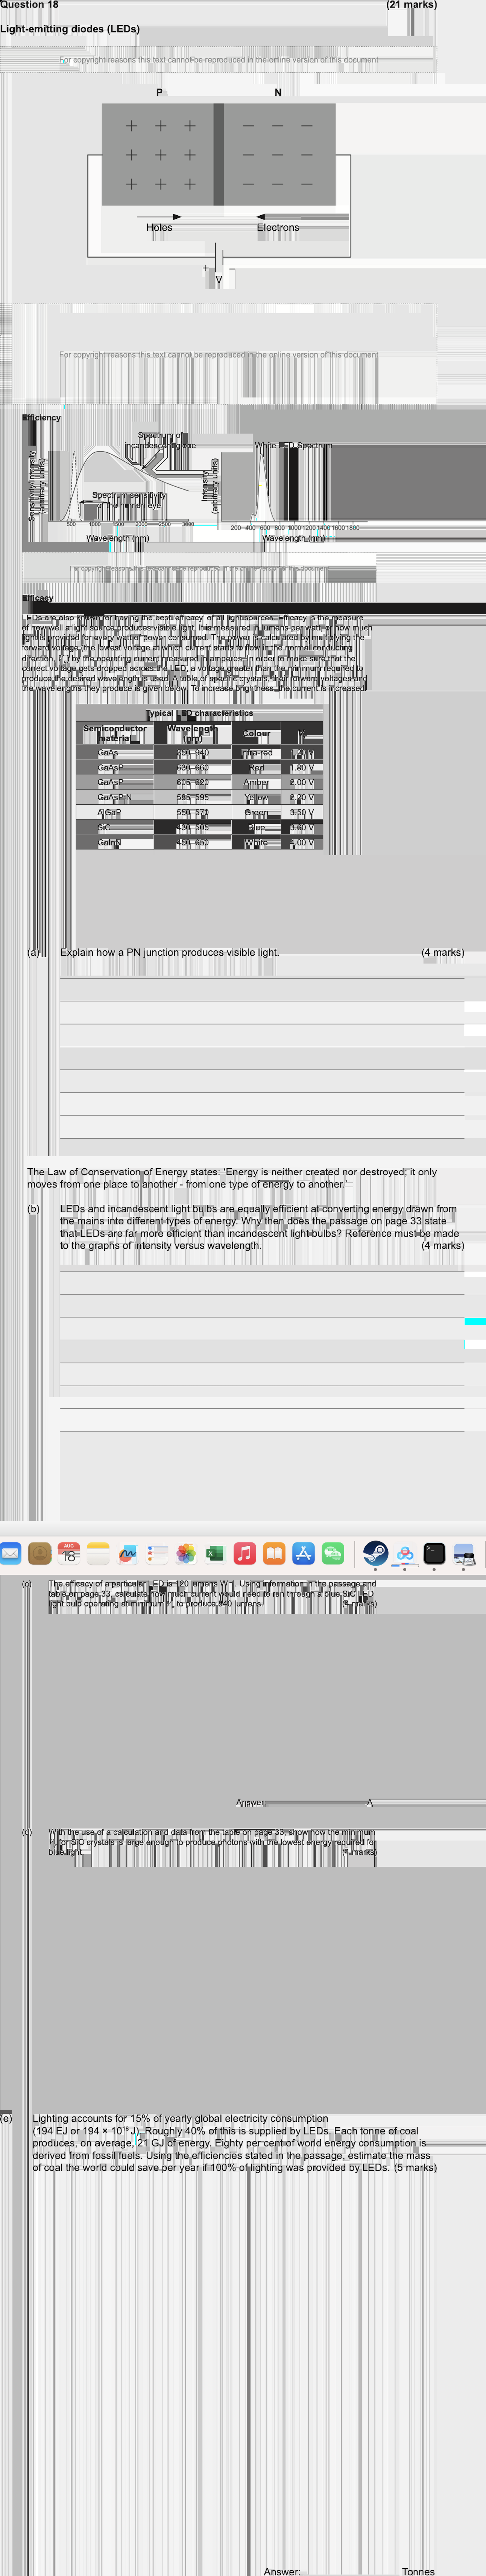 Question 18 (21 marks)
Light-emitting diodes (LEDs)
For copyright reasons this text cannot be reproduced in the online version of this document
P N
Holes Electrons
+ –
V
For copyright reasons this text cannot be reproduced in the online version of this document
Efficiency
Spectrum of
incandescent globe
White LED Spectrum
Sensitivity/Intensity
(arbitrary units)
Intensity
(arbitrary units)
Spectrum sensitivity
of the human eye
500 1000 1500 2000 2500 3000
200 400 600 800 1000 1200 1400 1600 1800
Wavelength (nm) Wavelength (nm)
Efficacy
LEDs are also known for having the best efficacy of all light sources. Efficacy is the measure
of how well a light source produces visible light. It is measured in lumens per watt or how much
light is provided for every watt of power consumed. The power is calculated by multiplying the
forward voltage (the lowest voltage at which current starts to flow in the normal conducting
direction, ) by the operating current measured in amperes. In order to make sure that the
correct voltage gets dropped across the LED, a voltage greater than the minimum required to
produce the desired wavelength is used. A table of specific crystals, their forward voltages and
the wavelengths they produce is given below. To increase brightness, the current is increased.
Typical LED characteristics
Semiconductor
material
Wavelength
(nm)
Colour
GaAs 850–940 Infra-red
GaAsP 630–660 Red 1.80 V
GaAsP 605–620 Amber 2.00 V
GaAsP:N 585–595 Yellow 2.20 V
AlGaP 550–570 Green 3.50 V
SiC 430–505 Blue 3.60 V
GaInN 450–650 White 4.00 V
(a) Explain how a PN junction produces visible light. (4 marks)
The Law of Conservation of Energy states: 'Energy is neither created nor destroyed; it only
moves from one place to another - from one type of energy to another.'
(b) LEDs and incandescent light bulbs are equally efficient at converting energy drawn from
the mains into different types of energy. Why then does the passage on page 33 state
that LEDs are far more efficient than incandescent light bulbs? Reference must be made
to the graphs of intensity versus wavelength. (4 marks)
AUG
18
(c) The efficacy of a particular LED is 120 lumens W⁻¹. Using information in the passage and
table on page 33, calculate how much current would need to run through a blue SiC LED
light bulb operating at minimum to produce 840 lumens. (4 marks)
Answer: A
(d) With the use of a calculation and data from the table on page 33, show how the minimum
for SiC crystals is large enough to produce photons with the lowest energy required for
blue light. (4 marks)
(e) Lighting accounts for 15% of yearly global electricity consumption
(194 EJ or 194 × 10¹⁸ J). Roughly 40% of this is supplied by LEDs. Each tonne of coal
produces, on average, 21 GJ of energy. Eighty per cent of world energy consumption is
derived from fossil fuels. Using the efficiencies stated in the passage, estimate the mass
of coal the world could save per year if 100% of lighting was provided by LEDs. (5 marks)
Answer: Tonnes